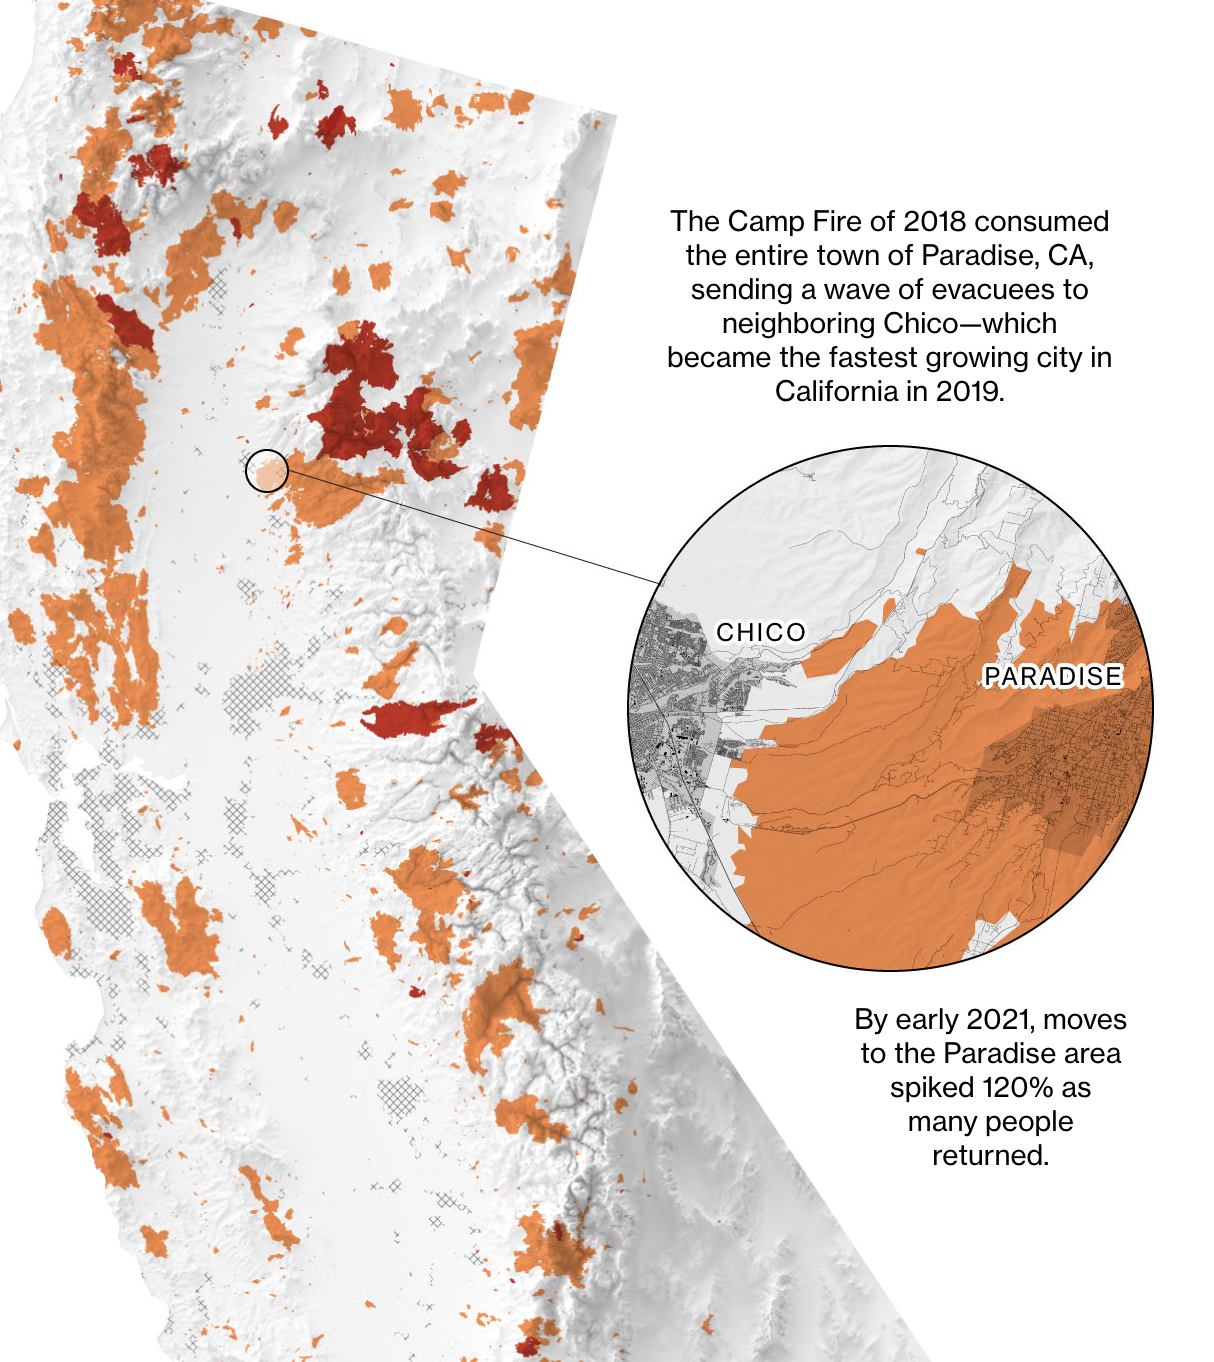 The Camp Fire of 2018 consumed
the entire town of Paradise, CA,
sending a wave of evacuees to
neighboring Chico—which
became the fastest growing city in
California in 2019.
CHICO
PARADISE
By early 2021, moves
to the Paradise area
spiked 120% as
many people
returned.